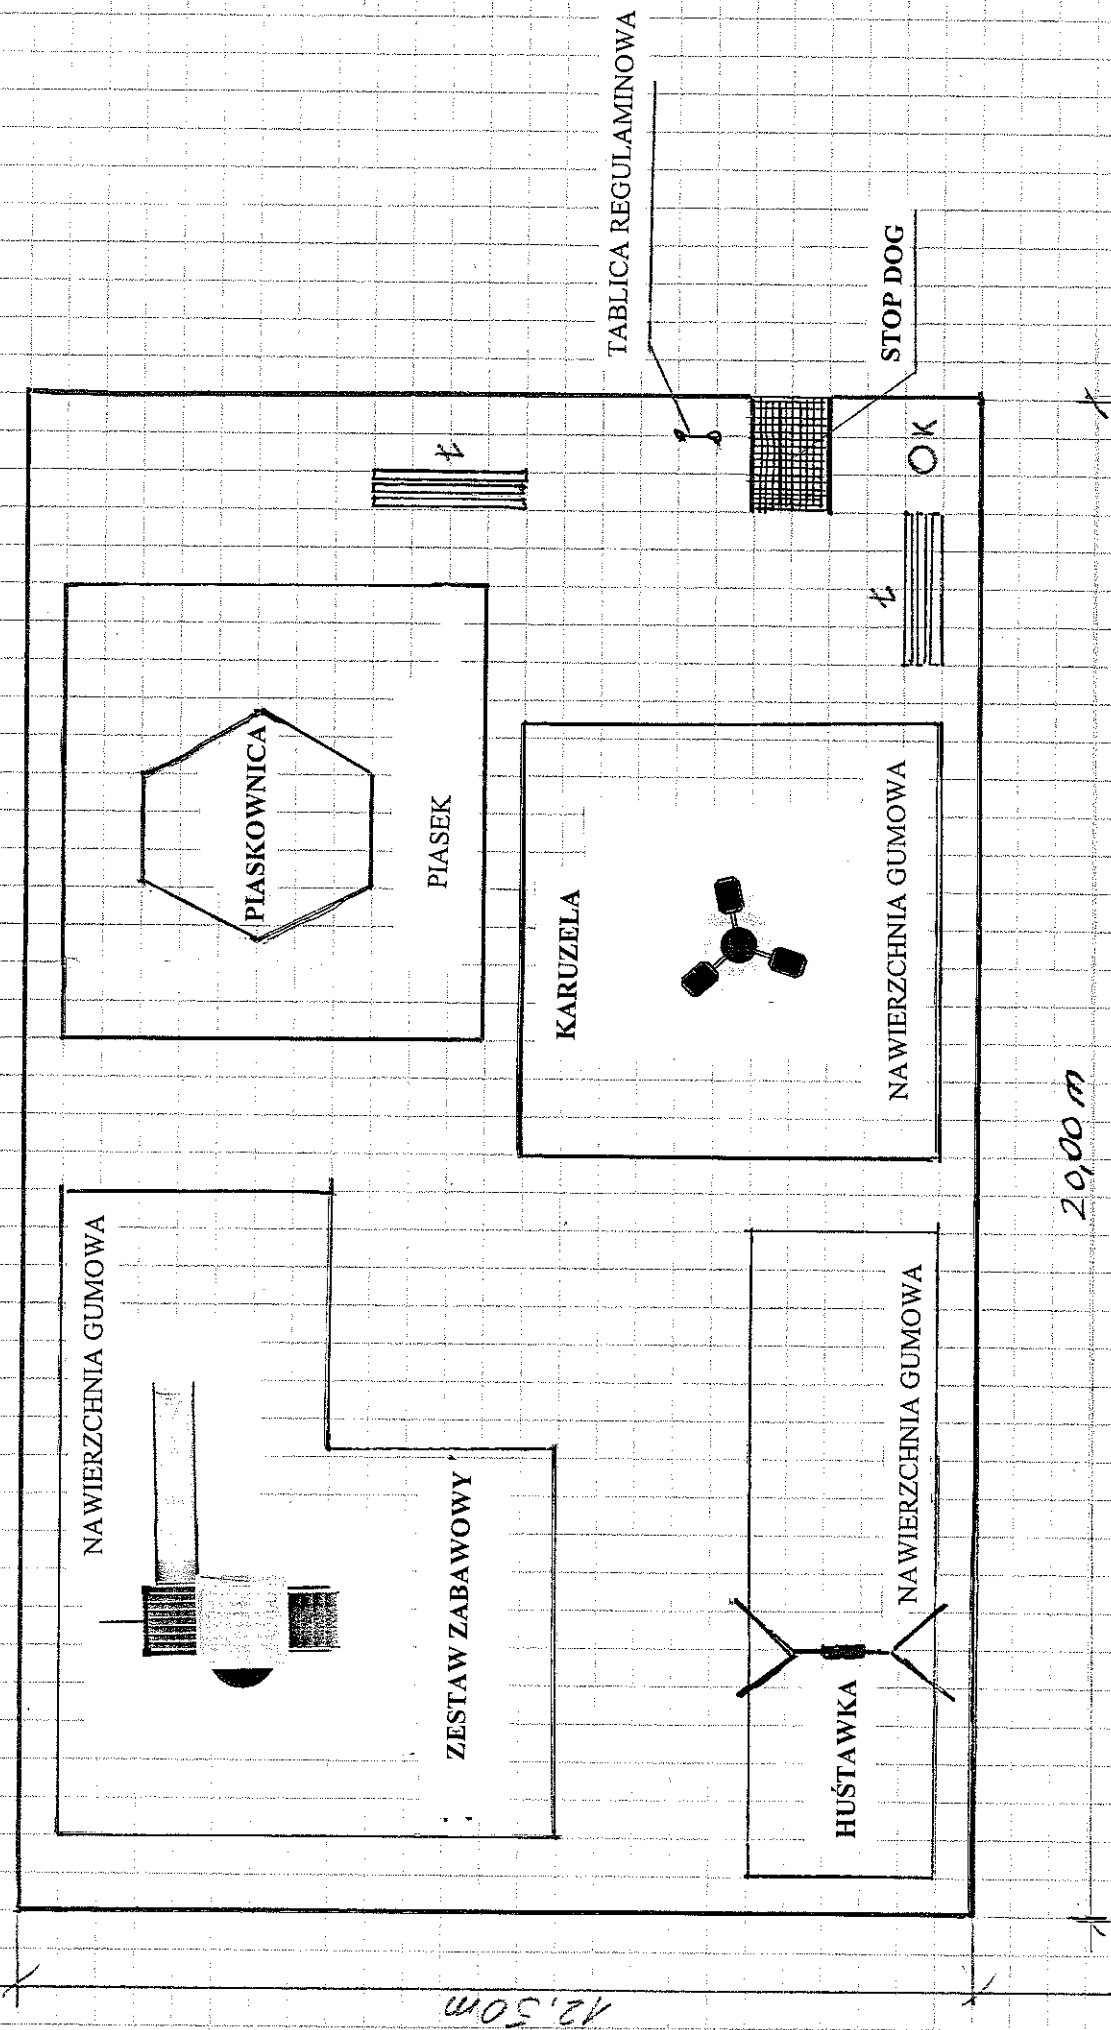 NAWIERZCHNIA GUMOWA
ZESTAW ZABAWOWY
PIASKOWNICA
PIASEK
ł
TABLICA REGULAMINOWA
KARUZELA
NAWIERZCHNIA GUMOWA
HUŚTAWKA
NAWIERZCHNIA GUMOWA
ł
OK
STOP DOG
12,50m
20,00 m